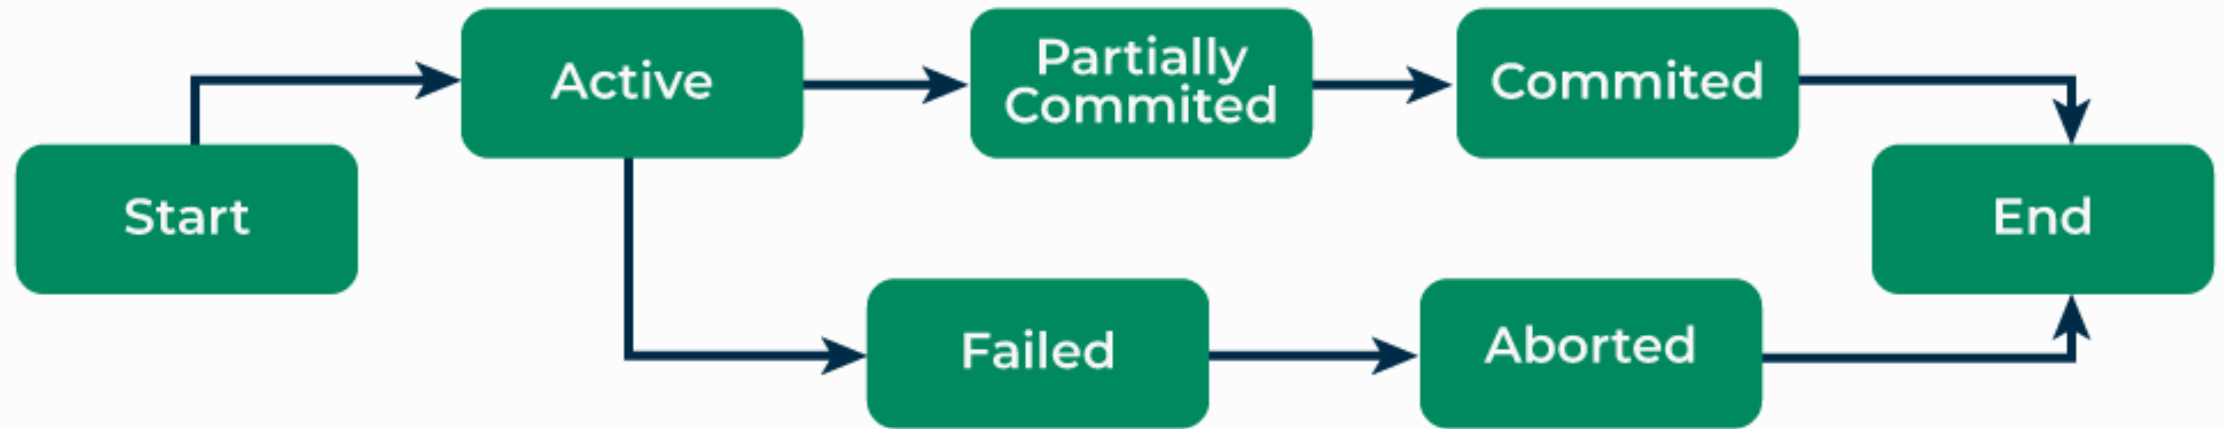 Start
Active
Partially
Commited
Commited
End
Failed
Aborted